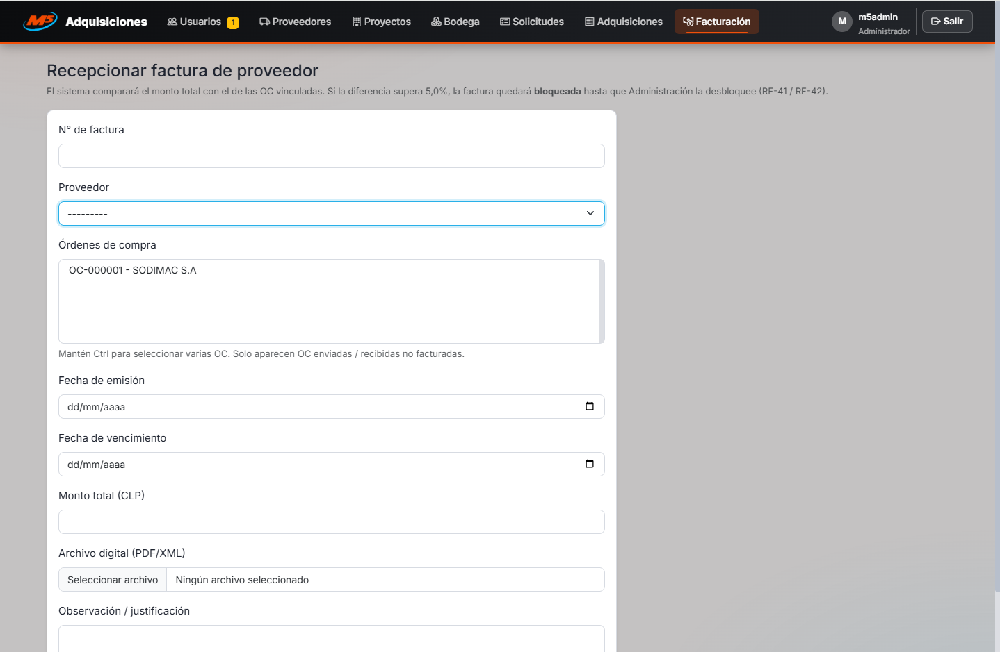 M5 Adquisiciones Usuarios 1 Proveedores Proyectos Bodega Solicitudes Adquisiciones Facturación M m5admin Administrador Salir
Recepcionar factura de proveedor
El sistema comparará el monto total con el de las OC vinculadas. Si la diferencia supera 5,0%, la factura quedará bloqueada hasta que Administración la desbloquee (RF-41 / RF-42).
N° de factura
Proveedor
---------
Órdenes de compra
OC-000001 - SODIMAC S.A
Mantén Ctrl para seleccionar varias OC. Solo aparecen OC enviadas / recibidas no facturadas.
Fecha de emisión
dd/mm/aaaa
Fecha de vencimiento
dd/mm/aaaa
Monto total (CLP)
Archivo digital (PDF/XML)
Seleccionar archivo Ningún archivo seleccionado
Observación / justificación